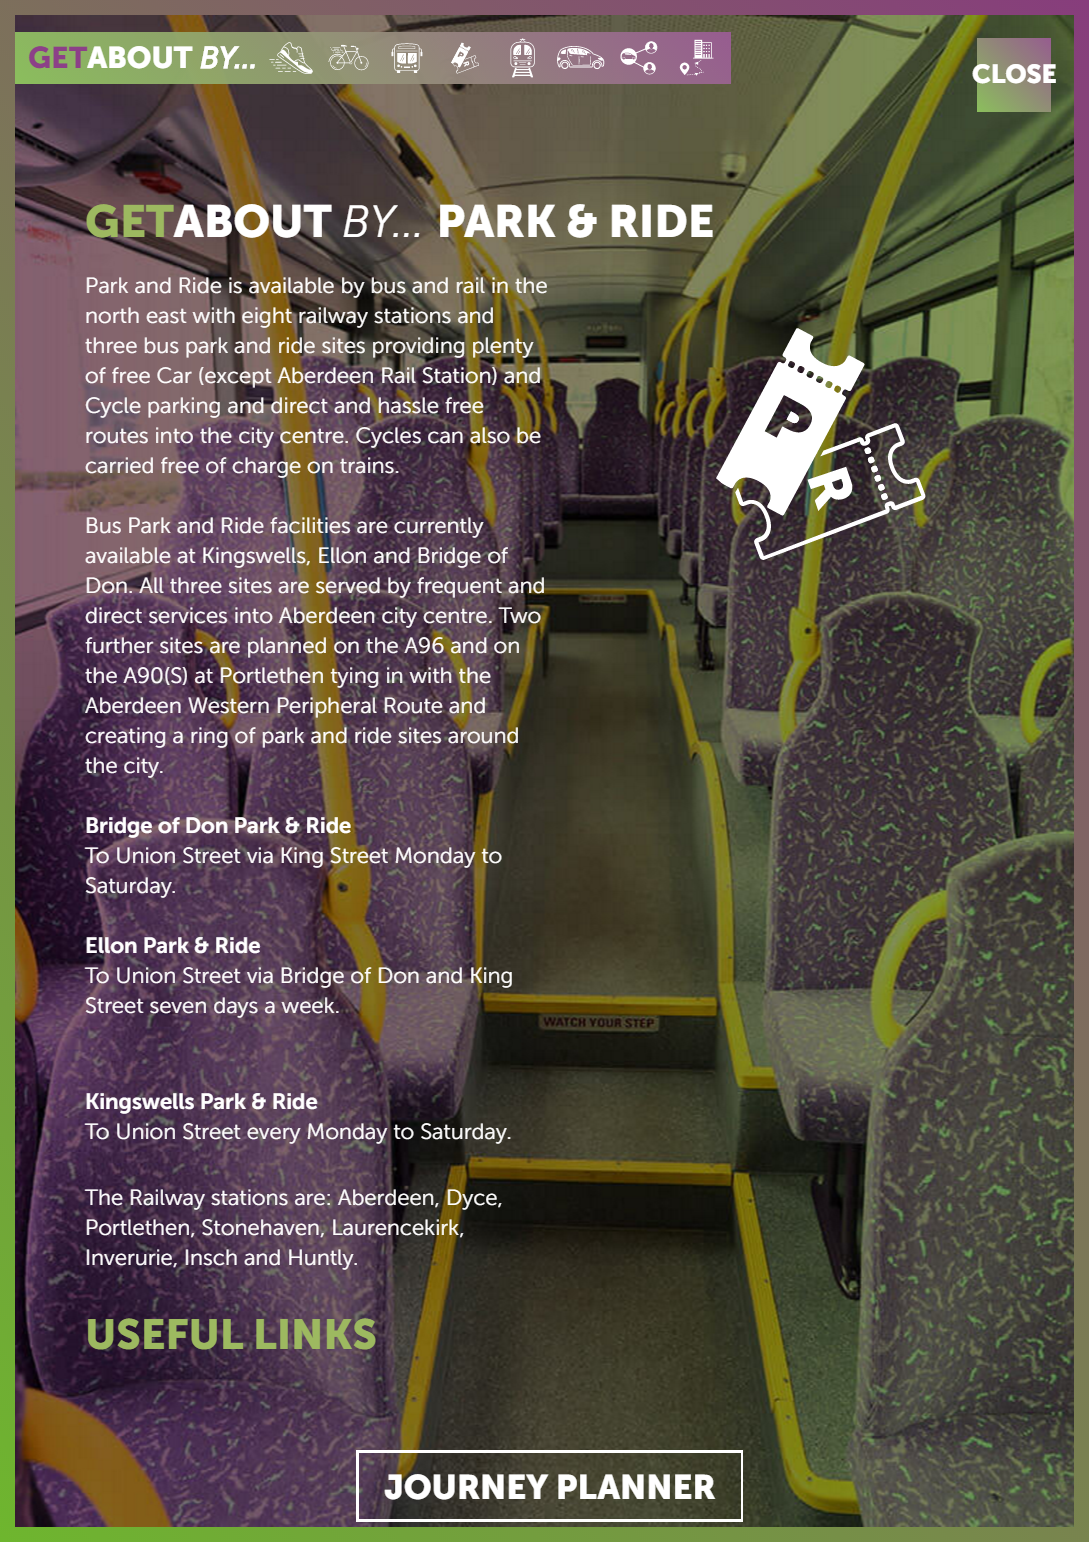 GETABOUT BY...
CLOSE
GETABOUT BY... PARK & RIDE
Park and Ride is available by bus and rail in the
north east with eight railway stations and
three bus park and ride sites providing plenty
of free Car (except Aberdeen Rail Station) and
Cycle parking and direct and hassle free
routes into the city centre. Cycles can also be
carried free of charge on trains.
P
R
Bus Park and Ride facilities are currently
available at Kingswells, Ellon and Bridge of
Don. All three sites are served by frequent and
direct services into Aberdeen city centre. Two
further sites are planned on the A96 and on
the A90(S) at Portlethen tying in with the
Aberdeen Western Peripheral Route and
creating a ring of park and ride sites around
the city.
Bridge of Don Park & Ride
To Union Street via King Street Monday to
Saturday.
Ellon Park & Ride
To Union Street via Bridge of Don and King
Street seven days a week.
WATCH YOUR STEP
Kingswells Park & Ride
To Union Street every Monday to Saturday.
The Railway stations are: Aberdeen, Dyce,
Portlethen, Stonehaven, Laurencekirk,
Inverurie, Insch and Huntly.
USEFUL LINKS
JOURNEY PLANNER